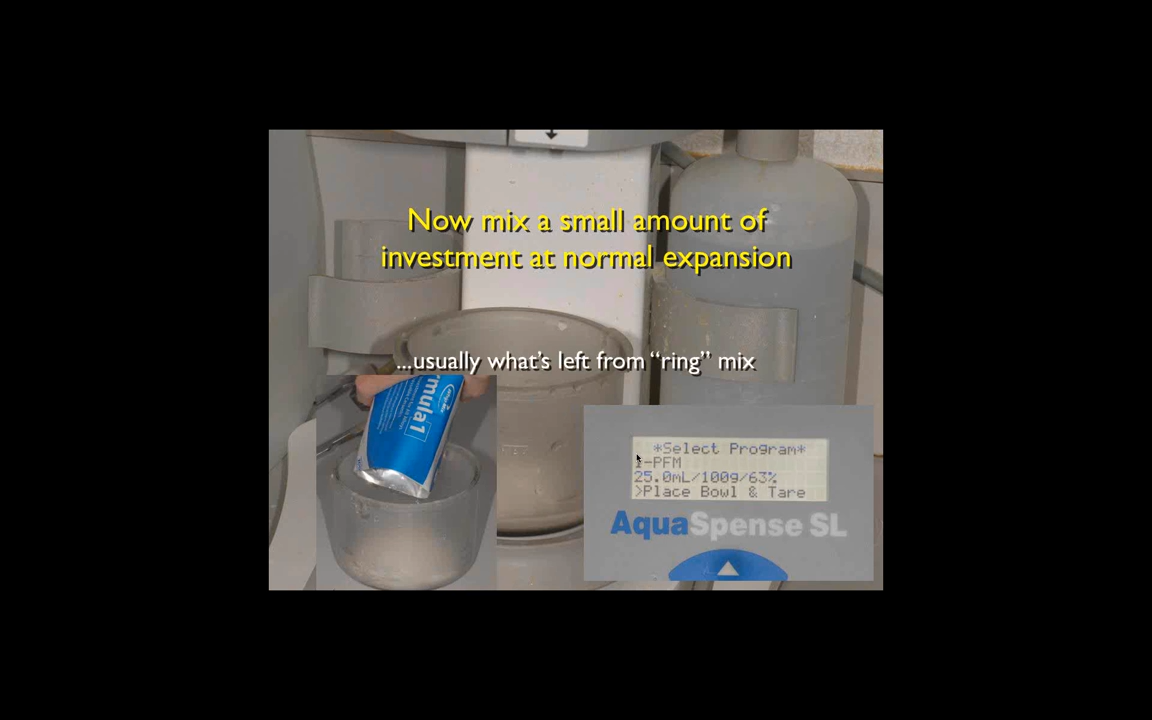 Now mix a small amount of
investment at normal expansion
...usually what's left from “ring” mix
rmula1
*Select Program*
1-PFM
25.0mL/100g/63%
>Place Bowl & Tare
AquaSpense SL